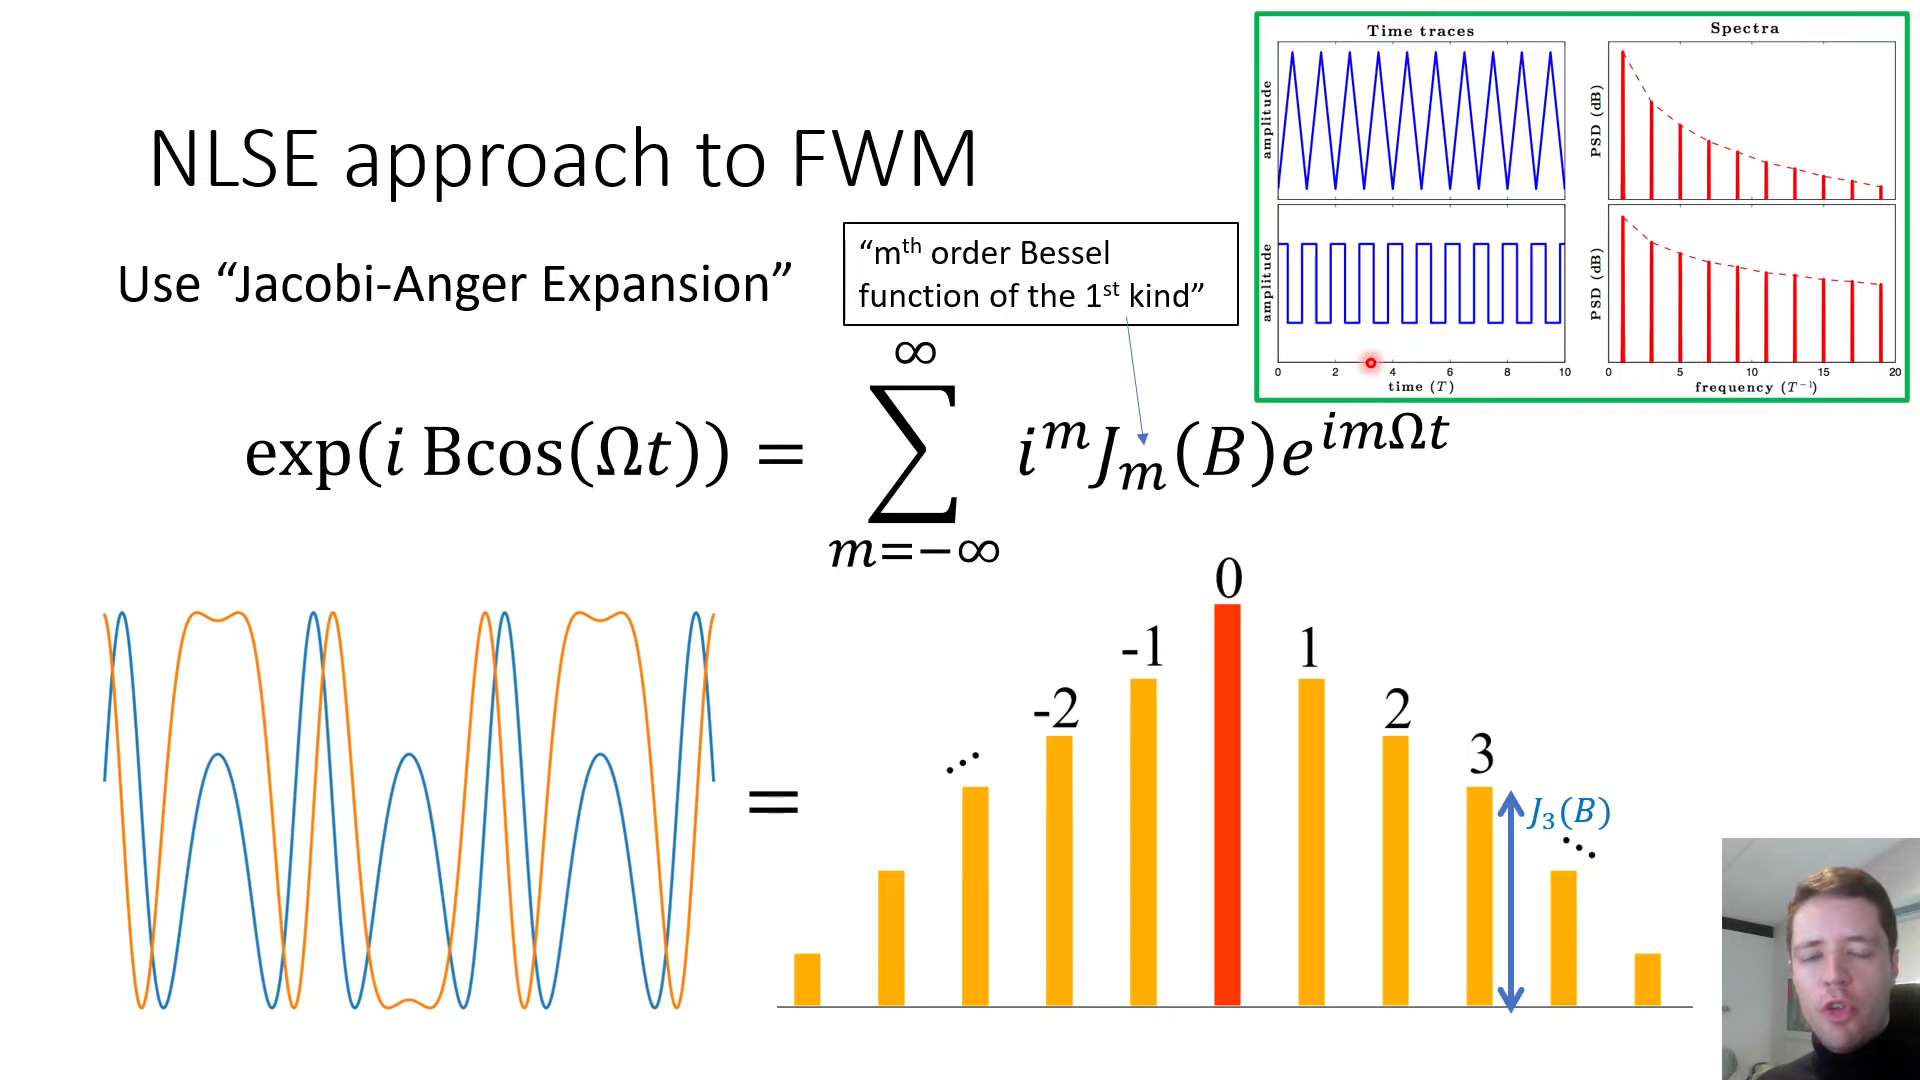 NLSE approach to FWM
Use “Jacobi-Anger Expansion”
“mᵗʰ order Bessel
function of the 1ˢᵗ kind”
exp(i Bcos(Ωt)) = ∑_{m=−∞}^{∞} i^m J_m(B)e^{imΩt}
Time traces
Spectra
amplitude
PSD (dB)
amplitude
PSD (dB)
0 2 4 6 8 10
time (T)
0 5 10 15 20
frequency (T⁻¹)
=
... -2 -1 0 1 2 3 ...
J₃(B)